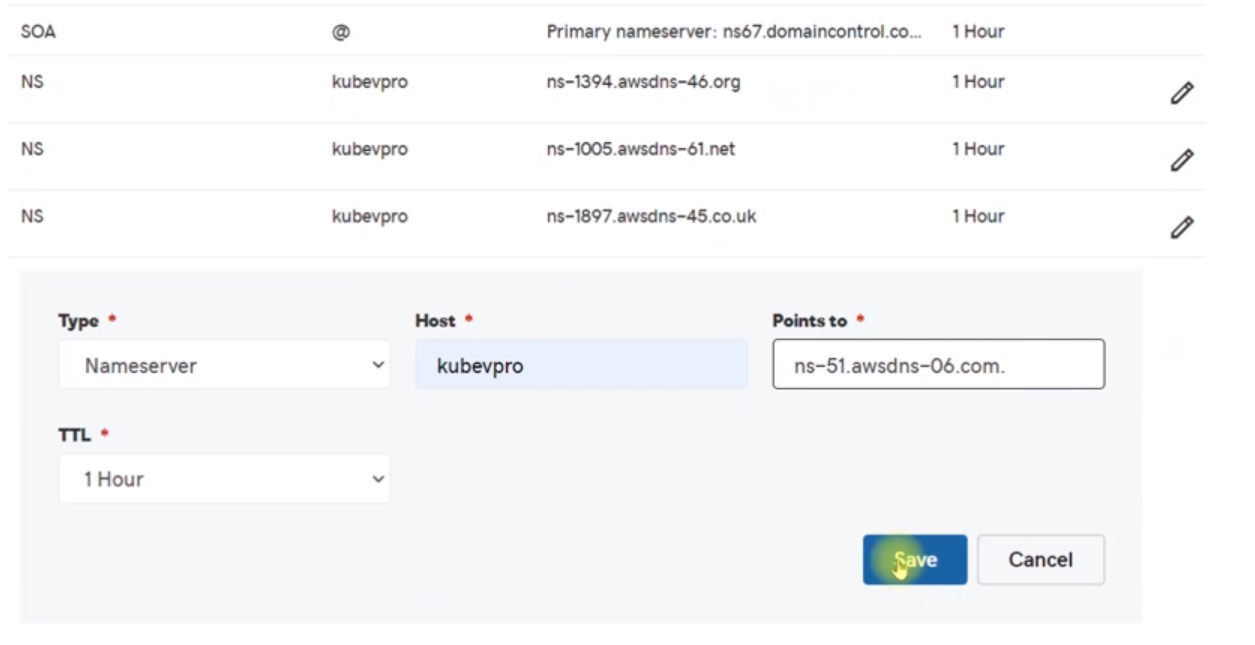 SOA @ Primary nameserver: ns67.domaincontrol.co... 1 Hour
NS kubevpro ns-1394.awsdns-46.org 1 Hour
NS kubevpro ns-1005.awsdns-61.net 1 Hour
NS kubevpro ns-1897.awsdns-45.co.uk 1 Hour
Type * Host * Points to *
Nameserver kubevpro ns-51.awsdns-06.com.
TTL *
1 Hour
Save Cancel